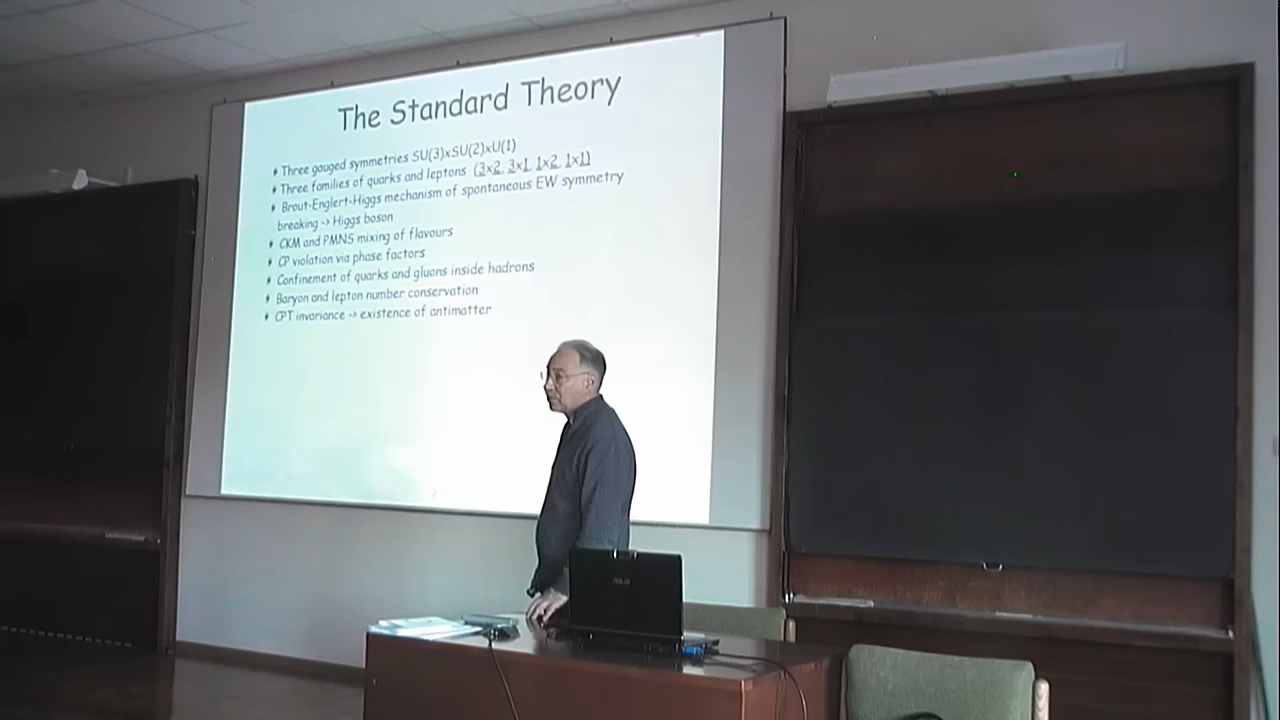 The Standard Theory
Three gauged symmetries SU(3)xSU(2)xU(1)
Three families of quarks and leptons (3x2, 3x1, 1x2, 1x1)
Brout-Englert-Higgs mechanism of spontaneous EW symmetry
breaking -> Higgs boson
CKM and PMNS mixing of flavours
CP violation via phase factors
Confinement of quarks and gluons inside hadrons
Baryon and lepton number conservation
CPT invariance -> existence of antimatter
2
ASUS